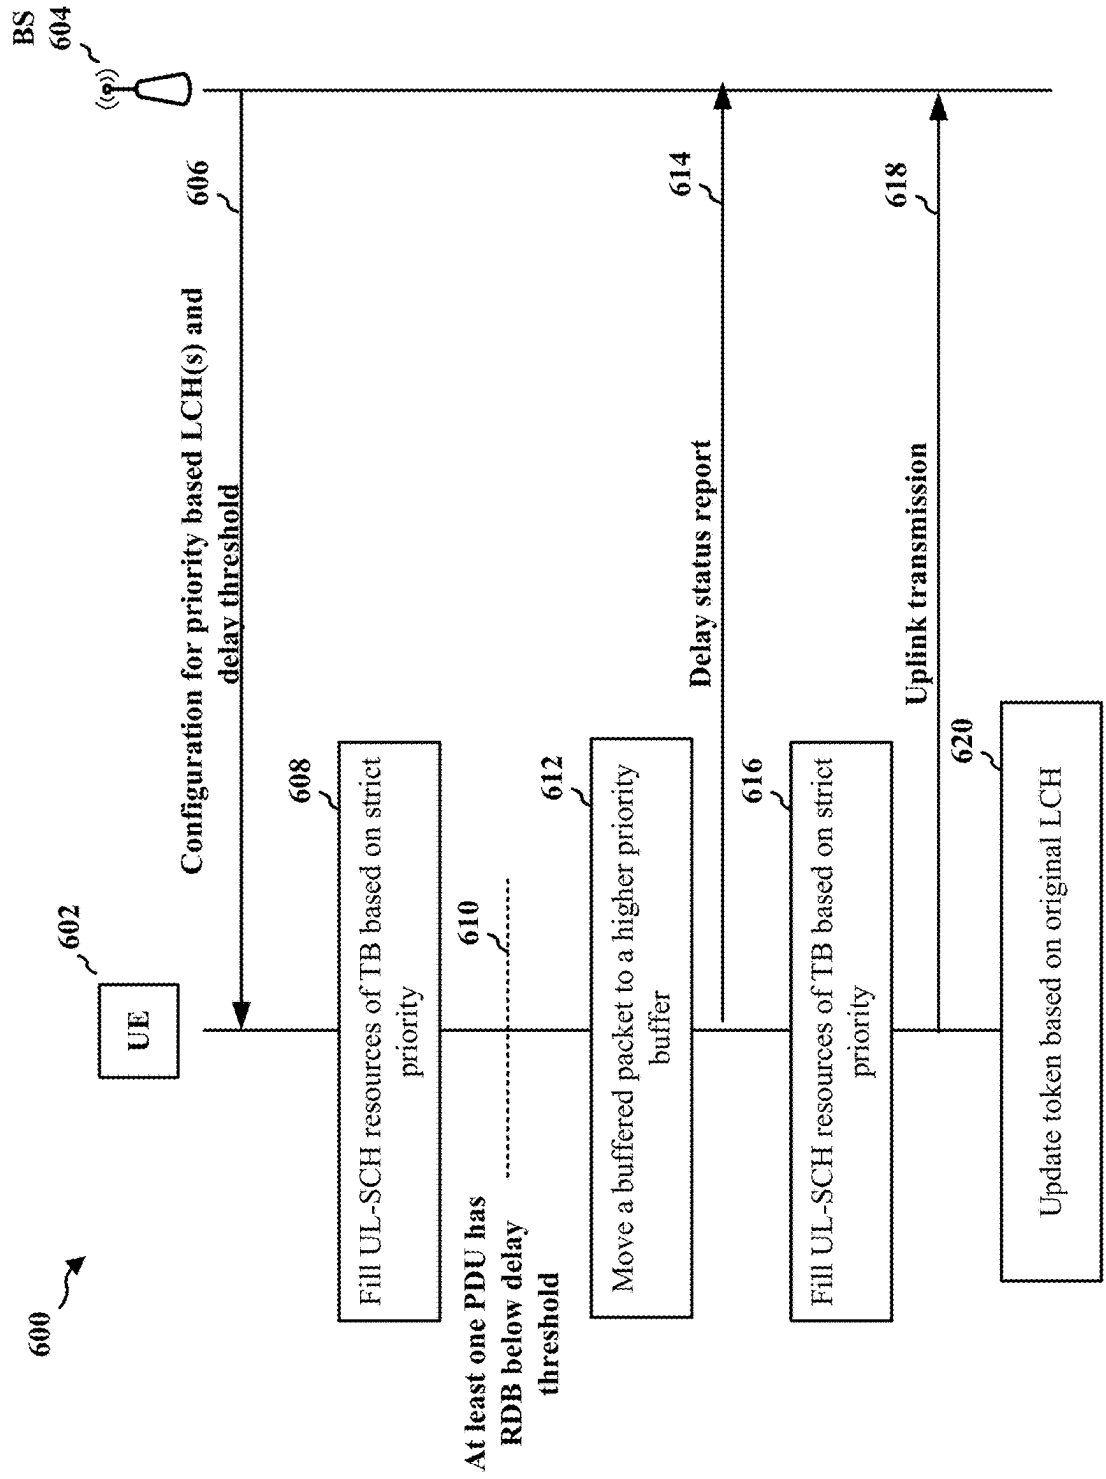 600
UE
602
BS
604
Configuration for priority based LCH(s) and
delay threshold
606
608
Fill UL-SCH resources of TB based on strict
priority
At least one PDU has
RDB below delay
threshold
610
612
Move a buffered packet to a higher priority
buffer
Delay status report
614
616
Fill UL-SCH resources of TB based on strict
priority
Uplink transmission
618
620
Update token based on original LCH